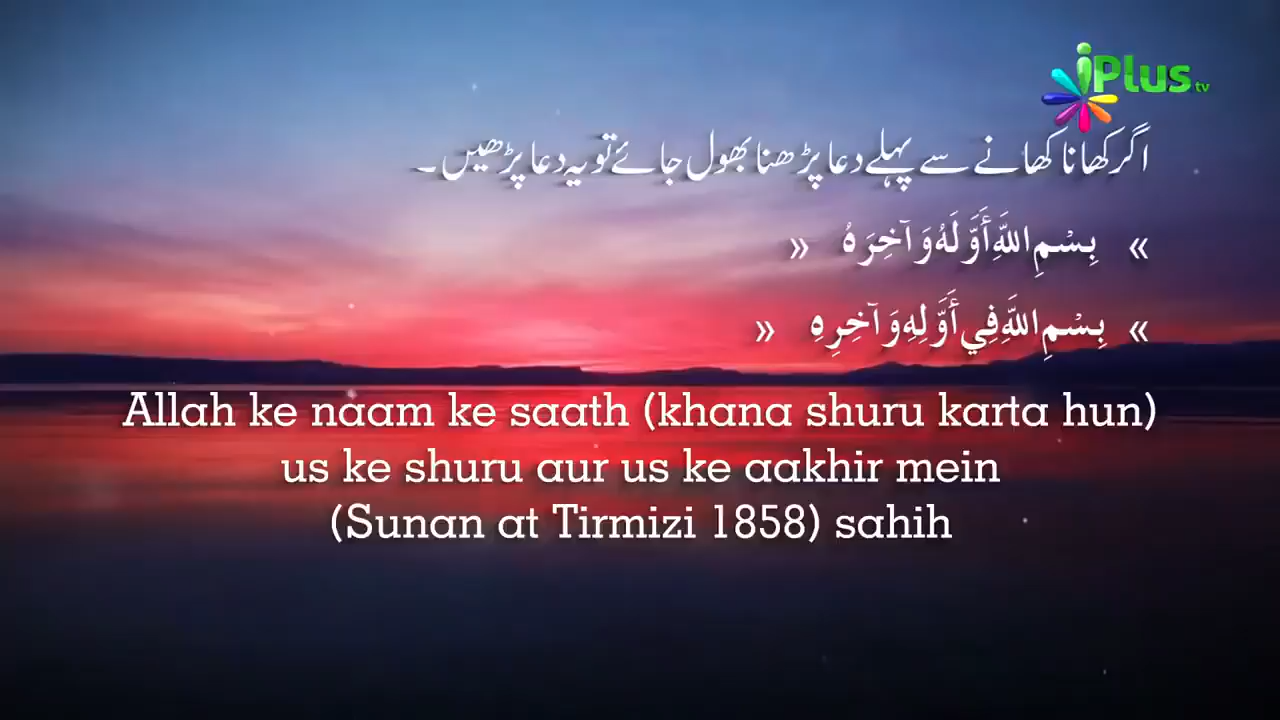 iPlus tv
اگر کھانا کھانے سے پہلے دعا پڑھنا بھول جائے تو یہ دعا پڑھیں۔
« بِسْمِ اللَّهِ أَوَّلَهُ وَآخِرَهُ »
« بِسْمِ اللَّهِ فِي أَوَّلِهِ وَآخِرِهِ »
Allah ke naam ke saath (khana shuru karta hun)
us ke shuru aur us ke aakhir mein
(Sunan at Tirmizi 1858) sahih